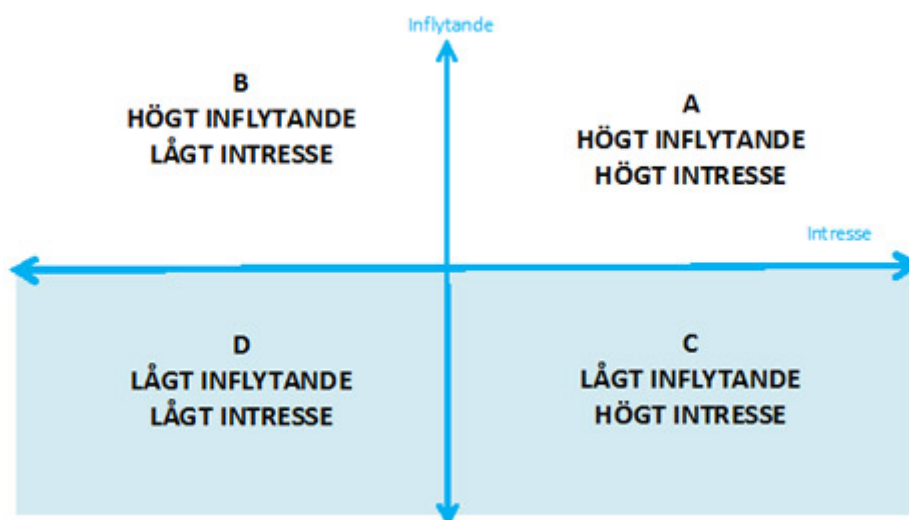 Inflytande
B
HÖGT INFLYTANDE
LÅGT INTRESSE
A
HÖGT INFLYTANDE
HÖGT INTRESSE
Intresse
D
LÅGT INFLYTANDE
LÅGT INTRESSE
C
LÅGT INFLYTANDE
HÖGT INTRESSE